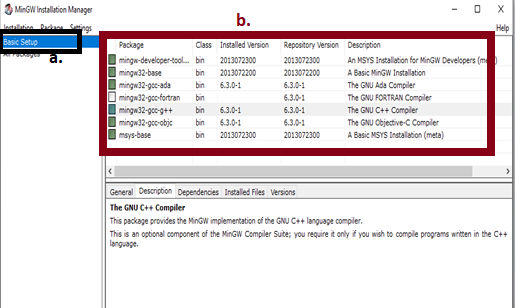 MinGW Installation Manager
b.
Installation Package Settings Help
Basic Setup
a.
All Packages
Package Class Installed Version Repository Version Description
mingw-developer-tool... bin 2013072300 2013072300 An MSYS Installation for MinGW Developers (meta)
mingw32-base bin 2013072200 2013072200 A Basic MinGW Installation
mingw32-gcc-ada bin 6.3.0-1 6.3.0-1 The GNU Ada Compiler
mingw32-gcc-fortran bin 6.3.0-1 The GNU FORTRAN Compiler
mingw32-gcc-g++ bin 6.3.0-1 6.3.0-1 The GNU C++ Compiler
mingw32-gcc-objc bin 6.3.0-1 6.3.0-1 The GNU Objective-C Compiler
msys-base bin 2013072300 2013072300 A Basic MSYS Installation (meta)
General Description Dependencies Installed Files Versions
The GNU C++ Compiler
This package provides the MinGW implementation of the GNU C++ language compiler.
This is an optional component of the MinGW Compiler Suite; you require it only if you wish to compile programs written in the C++
language.